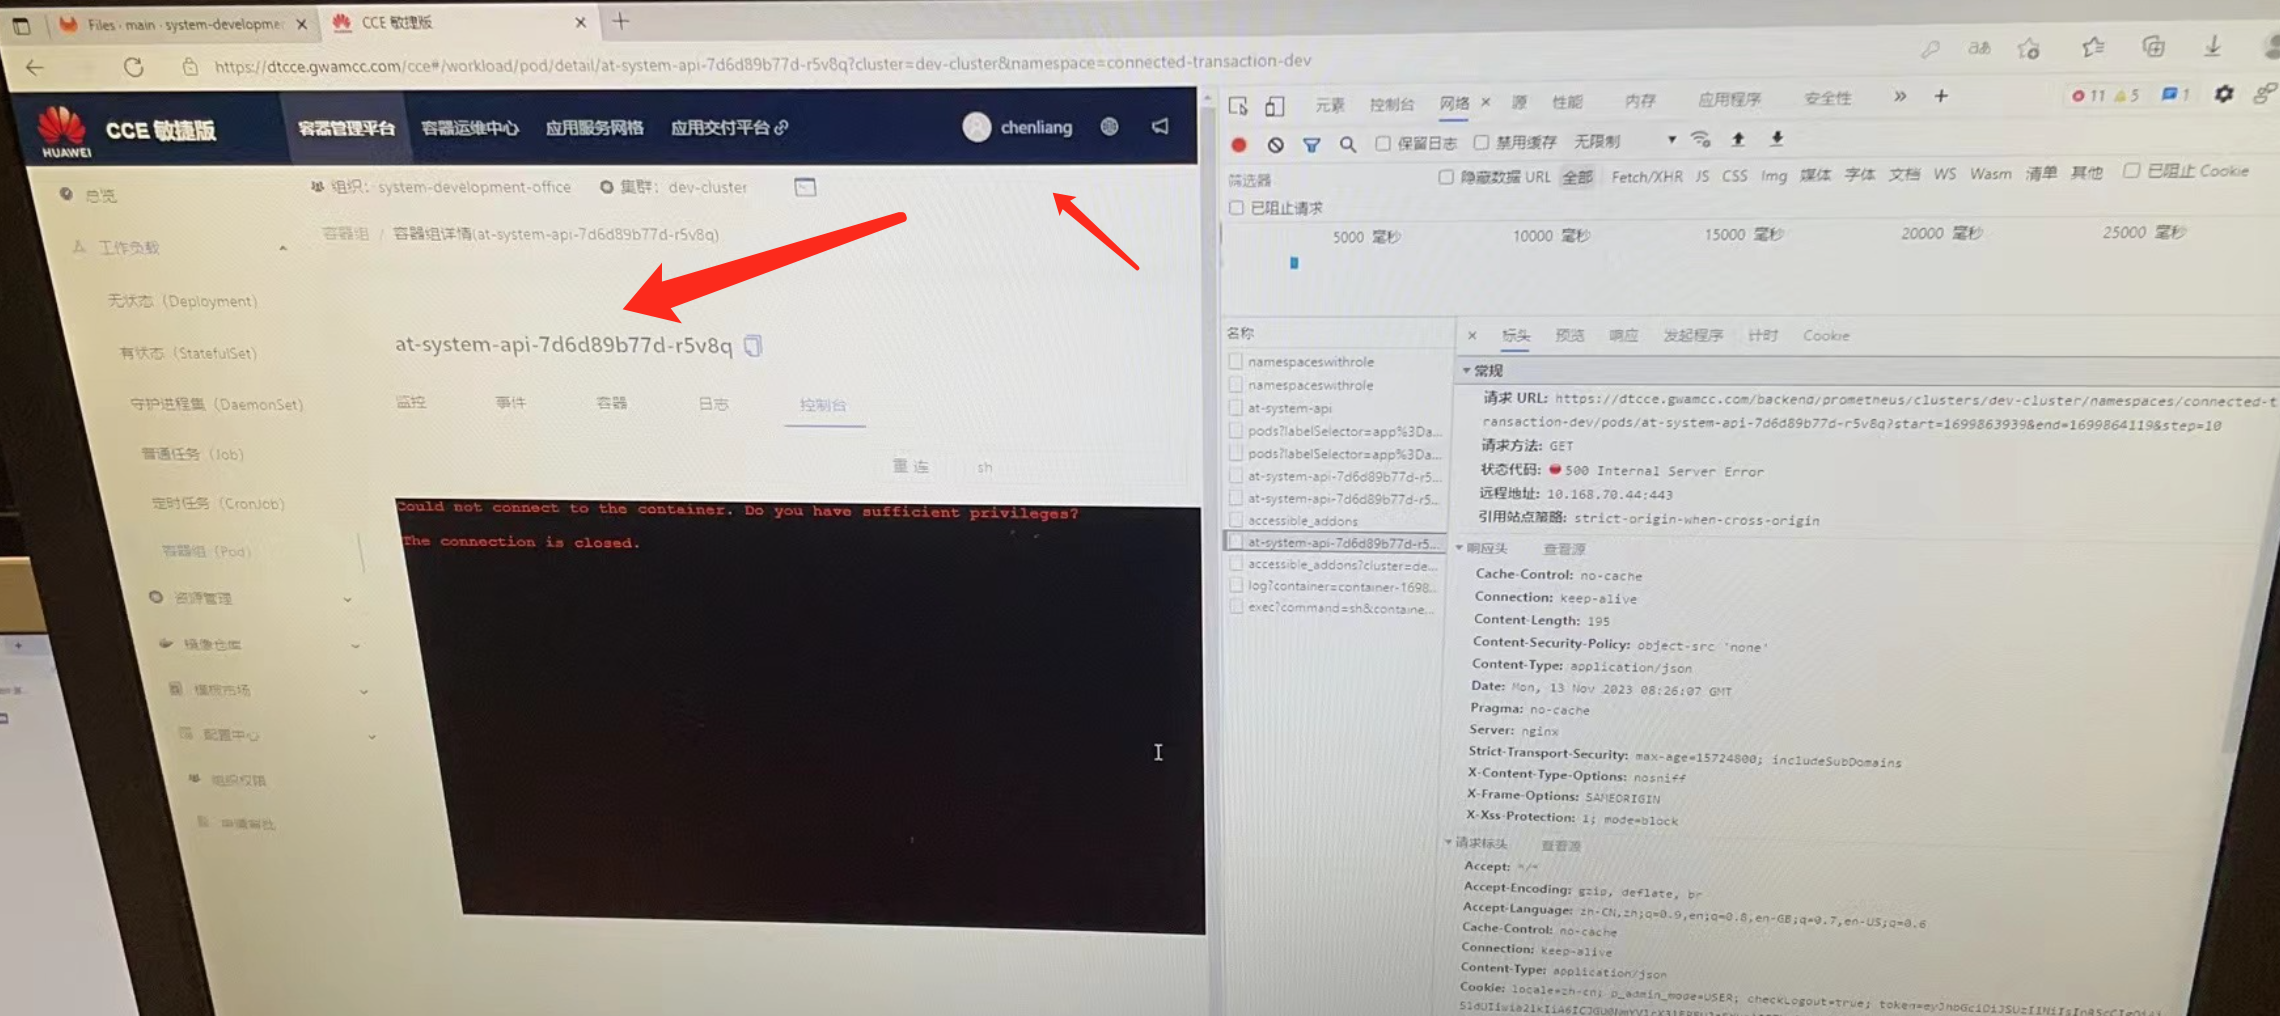 Files · main · system-developme
CCE 敏捷版
https://dtcce.gwamcc.com/cce#/workload/pod/detail/at-system-api-7d6d89b77d-r5v8q?cluster=dev-cluster&namespace=connected-transaction-dev
HUAWEI
CCE 敏捷版
容器管理平台
容器运维中心
应用服务网格
应用交付平台
chenliang
总览
组织: system-development-office
集群: dev-cluster
容器组 / 容器组详情(at-system-api-7d6d89b77d-r5v8q)
工作负载
无状态 (Deployment)
有状态 (StatefulSet)
守护进程集 (DaemonSet)
普通任务 (Job)
定时任务 (CronJob)
容器组 (Pod)
资源管理
镜像仓库
模板市场
配置中心
组织权限
at-system-api-7d6d89b77d-r5v8q
监控
事件
容器
日志
控制台
重连
sh
Could not connect to the container. Do you have sufficient privileges?
The connection is closed.
元素
控制台
网络
源
性能
内存
应用程序
安全性
11
5
1
保留日志
禁用缓存
无限制
筛选器
隐藏数据 URL
全部
Fetch/XHR JS CSS Img 媒体 字体 文档 WS Wasm 清单 其他
已阻止 Cookie
已阻止请求
5000 毫秒
10000 毫秒
15000 毫秒
20000 毫秒
25000 毫秒
名称
namespaceswithrole
namespaceswithrole
at-system-api
pods?labelSelector=app%3Da...
pods?labelSelector=app%3Da...
at-system-api-7d6d89b77d-r5...
at-system-api-7d6d89b77d-r5...
accessible_addons
at-system-api-7d6d89b77d-r5...
accessible_addons?cluster=de...
log?container=container-1698...
exec?command=sh&containe...
标头
预览
响应
发起程序
计时
Cookie
常规
请求 URL: https://dtcce.gwamcc.com/backend/prometheus/clusters/dev-cluster/namespaces/connected-t
ransaction-dev/pods/at-system-api-7d6d89b77d-r5v8q?start=1699863939&end=1699864119&step=10
请求方法: GET
状态代码: 500 Internal Server Error
远程地址: 10.168.70.44:443
引用站点策略: strict-origin-when-cross-origin
响应头
查看源
Cache-Control: no-cache
Connection: keep-alive
Content-Length: 195
Content-Security-Policy: object-src 'none'
Content-Type: application/json
Date: Mon, 13 Nov 2023 08:26:07 GMT
Pragma: no-cache
Server: nginx
Strict-Transport-Security: max-age=15724800; includeSubDomains
X-Content-Type-Options: nosniff
X-Frame-Options: SAMEORIGIN
X-Xss-Protection: 1; mode=block
请求标头
查看源
Accept: */*
Accept-Encoding: gzip, deflate, br
Accept-Language: zh-CN,zh;q=0.9,en;q=0.8,en-GB;q=0.7,en-US;q=0.6
Cache-Control: no-cache
Connection: keep-alive
Content-Type: application/json
Cookie: locale=zh-cn; p_admin_mode=USER; checkLogout=true;